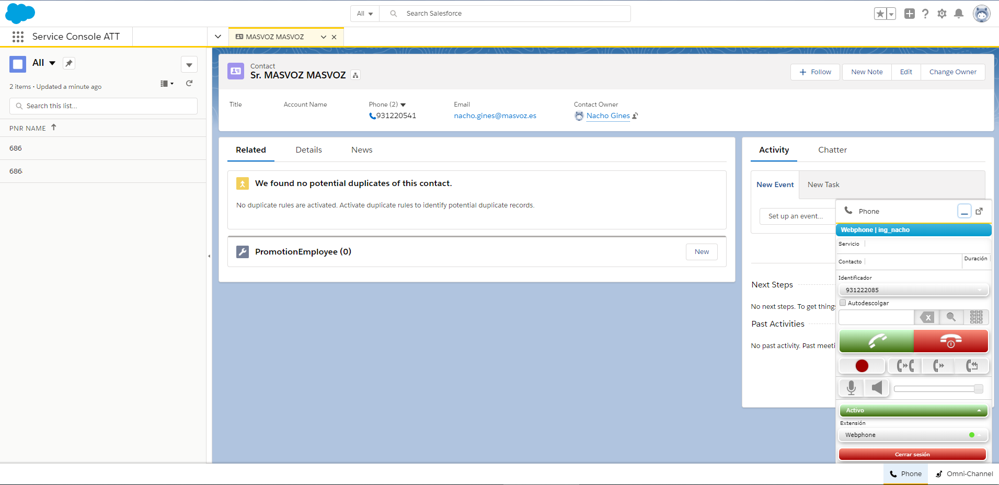 All
Search Salesforce
Service Console ATT
MASVOZ MASVOZ
All
2 items • Updated a minute ago
Search this list...
PNR NAME
686
686
Contact
Sr. MASVOZ MASVOZ
Follow
New Note
Edit
Change Owner
Title
Account Name
Phone (2)
Email
Contact Owner
931220541
nacho.gines@masvoz.es
Nacho Gines
Related
Details
News
We found no potential duplicates of this contact.
No duplicate rules are activated. Activate duplicate rules to identify potential duplicate records.
PromotionEmployee (0)
New
Activity
Chatter
New Event
New Task
Set up an event...
Next Steps
No next steps. To get things
Past Activities
No past activity. Past meeti
Phone
Webphone | ing_nacho
Servicio
Contacto
Duración
Identificador
931222085
Autodescolgar
X
Activo
Extensión
Webphone
Cerrar sesión
Phone
Omni-Channel